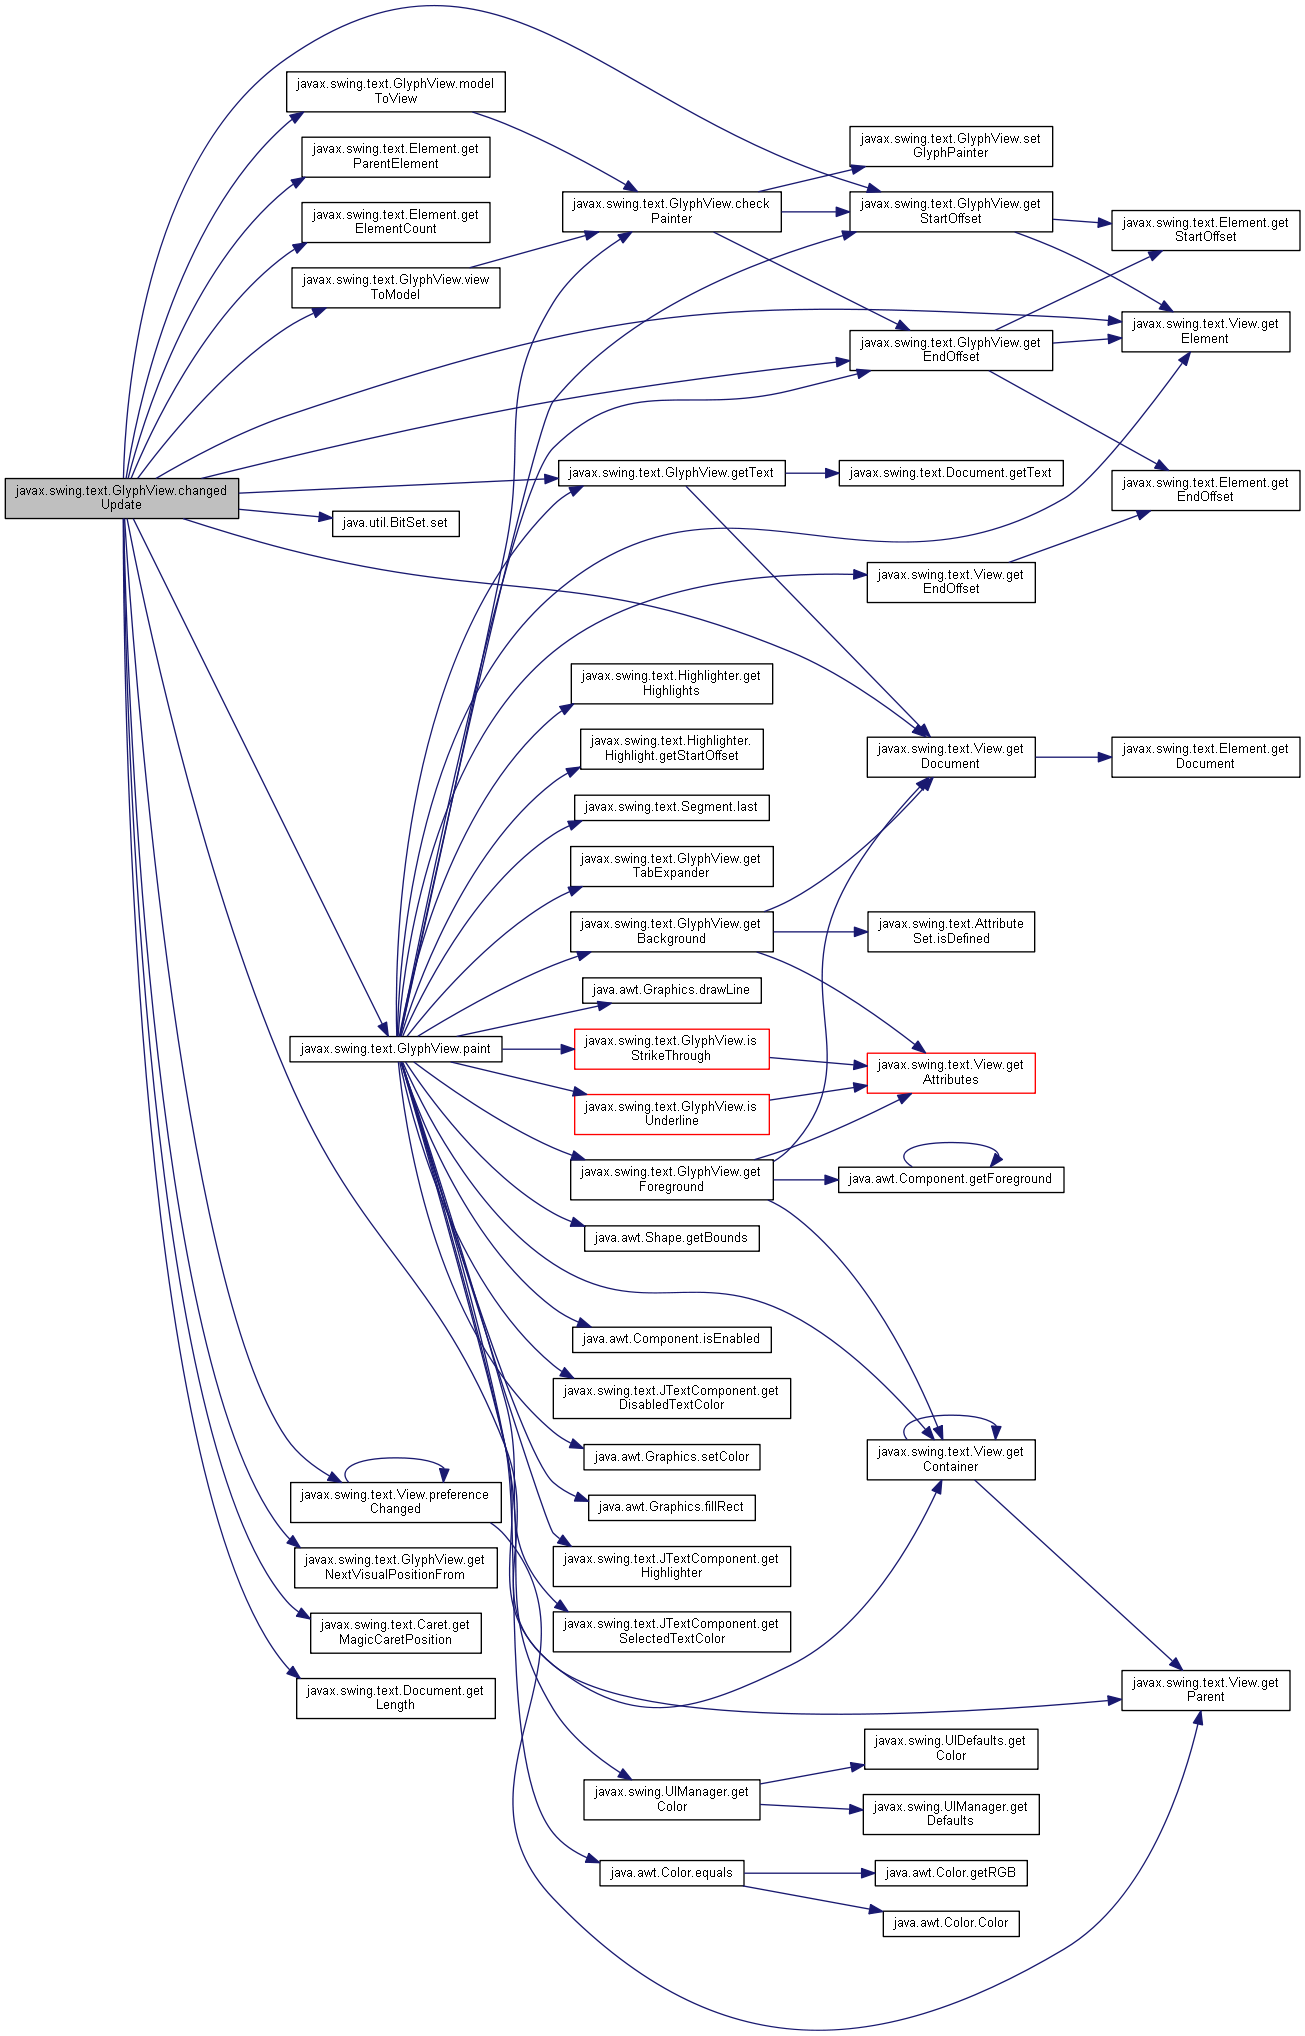 javax.swing.text.GlyphView.model
ToView
javax.swing.text.Element.get
ParentElement
javax.swing.text.Element.get
ElementCount
javax.swing.text.GlyphView.view
ToModel
javax.swing.text.GlyphView.changed
Update
java.util.BitSet.set
javax.swing.text.GlyphView.paint
javax.swing.text.View.preference
Changed
javax.swing.text.GlyphView.get
NextVisualPositionFrom
javax.swing.text.Caret.get
MagicCaretPosition
javax.swing.text.Document.get
Length
javax.swing.text.GlyphView.check
Painter
javax.swing.text.GlyphView.getText
javax.swing.text.Highlighter.get
Highlights
javax.swing.text.Highlighter.
Highlight.getStartOffset
javax.swing.text.Segment.last
javax.swing.text.GlyphView.get
TabExpander
javax.swing.text.GlyphView.get
Background
java.awt.Graphics.drawLine
javax.swing.text.GlyphView.is
StrikeThrough
javax.swing.text.GlyphView.is
Underline
javax.swing.text.GlyphView.get
Foreground
java.awt.Shape.getBounds
java.awt.Component.isEnabled
javax.swing.text.JTextComponent.get
DisabledTextColor
java.awt.Graphics.setColor
java.awt.Graphics.fillRect
javax.swing.text.JTextComponent.get
Highlighter
javax.swing.text.JTextComponent.get
SelectedTextColor
javax.swing.UIManager.get
Color
java.awt.Color.equals
javax.swing.text.GlyphView.set
GlyphPainter
javax.swing.text.GlyphView.get
StartOffset
javax.swing.text.GlyphView.get
EndOffset
javax.swing.text.Document.getText
javax.swing.text.View.get
EndOffset
javax.swing.text.View.get
Document
javax.swing.text.Attribute
Set.isDefined
javax.swing.text.View.get
Attributes
java.awt.Component.getForeground
javax.swing.text.View.get
Container
javax.swing.UIDefaults.get
Color
javax.swing.UIManager.get
Defaults
java.awt.Color.getRGB
java.awt.Color.Color
javax.swing.text.Element.get
StartOffset
javax.swing.text.View.get
Element
javax.swing.text.Element.get
EndOffset
javax.swing.text.Element.get
Document
javax.swing.text.View.get
Parent